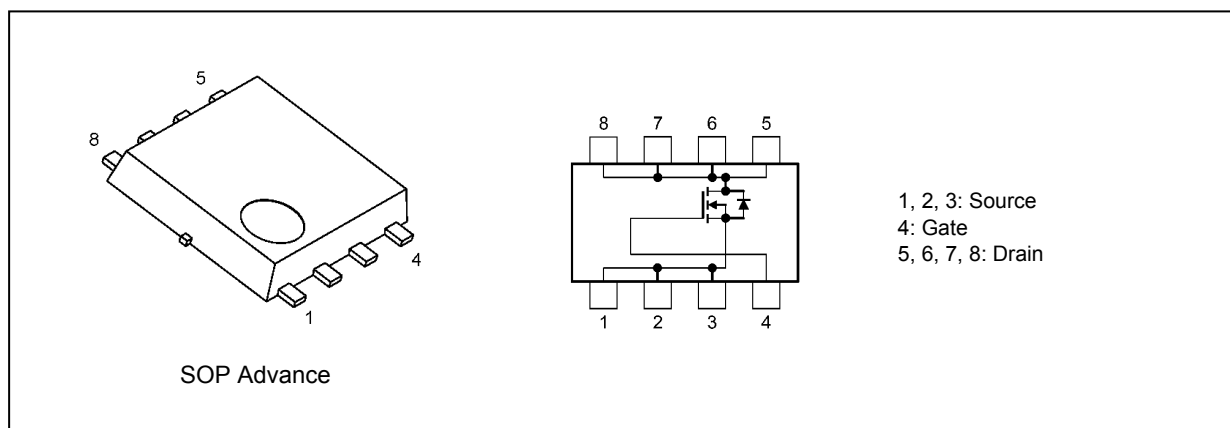 5
8
4
1
SOP Advance
8 7 6 5
1 2 3 4
1, 2, 3: Source
4: Gate
5, 6, 7, 8: Drain